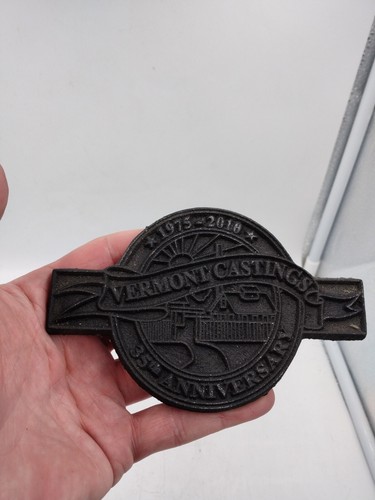 ★ 1975 - 2010 ★
VERMONT CASTINGS
35th ANNIVERSARY